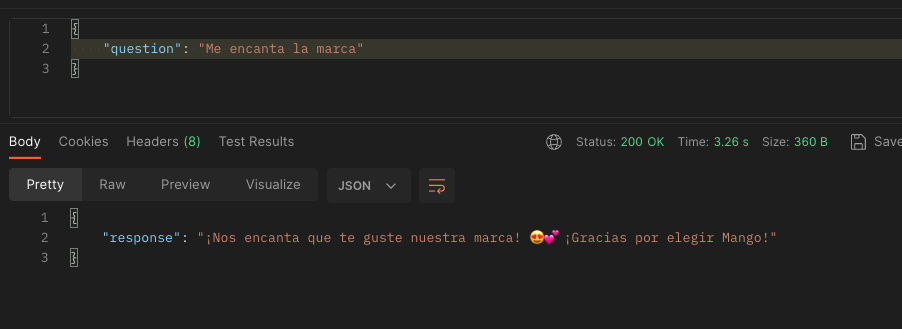 1 {
2 "question": "Me encanta la marca"
3 }
Body Cookies Headers (8) Test Results Status: 200 OK Time: 3.26 s Size: 360 B Save
Pretty Raw Preview Visualize JSON
1 {
2 "response": "¡Nos encanta que te guste nuestra marca! 😍💕 ¡Gracias por elegir Mango!"
3 }